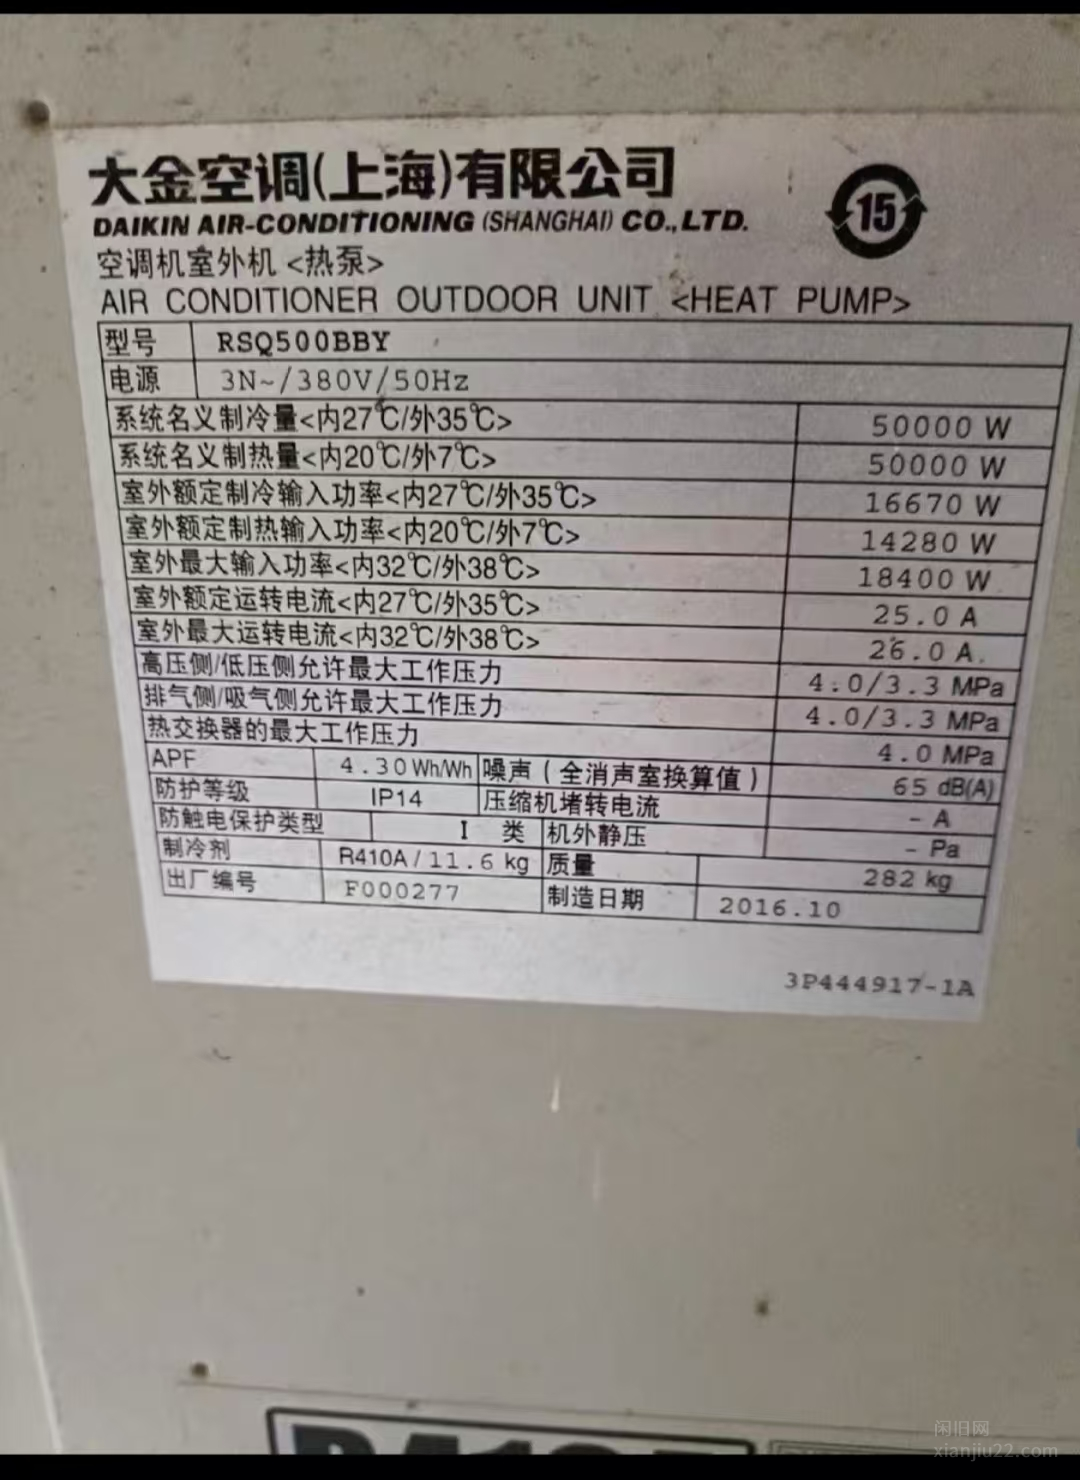 大金空调(上海)有限公司
DAIKIN AIR-CONDITIONING (SHANGHAI) CO., LTD.
15
空调机室外机 <热泵>
AIR CONDITIONER OUTDOOR UNIT <HEAT PUMP>
型号 RSQ500BBY
电源 3N~/380V/50Hz
系统名义制冷量<内27℃/外35℃> 50000 W
系统名义制热量<内20℃/外7℃> 50000 W
室外额定制冷输入功率<内27℃/外35℃> 16670 W
室外额定制热输入功率<内20℃/外7℃> 14280 W
室外最大输入功率<内32℃/外38℃> 18400 W
室外额定运转电流<内27℃/外35℃> 25.0 A
室外最大运转电流<内32℃/外38℃> 26.0 A
高压侧/低压侧允许最大工作压力 4.0/3.3 MPa
排气侧/吸气侧允许最大工作压力 4.0/3.3 MPa
热交换器的最大工作压力 4.0 MPa
APF 4.30 Wh/Wh 噪声(全消声室换算值) 65 dB(A)
防护等级 IP14 压缩机堵转电流 - A
防触电保护类型 I 类 机外静压 - Pa
制冷剂 R410A/11.6 kg 质量 282 kg
出厂编号 F000277 制造日期 2016.10
3P444917-1A
闲旧网
xianjiu22.com